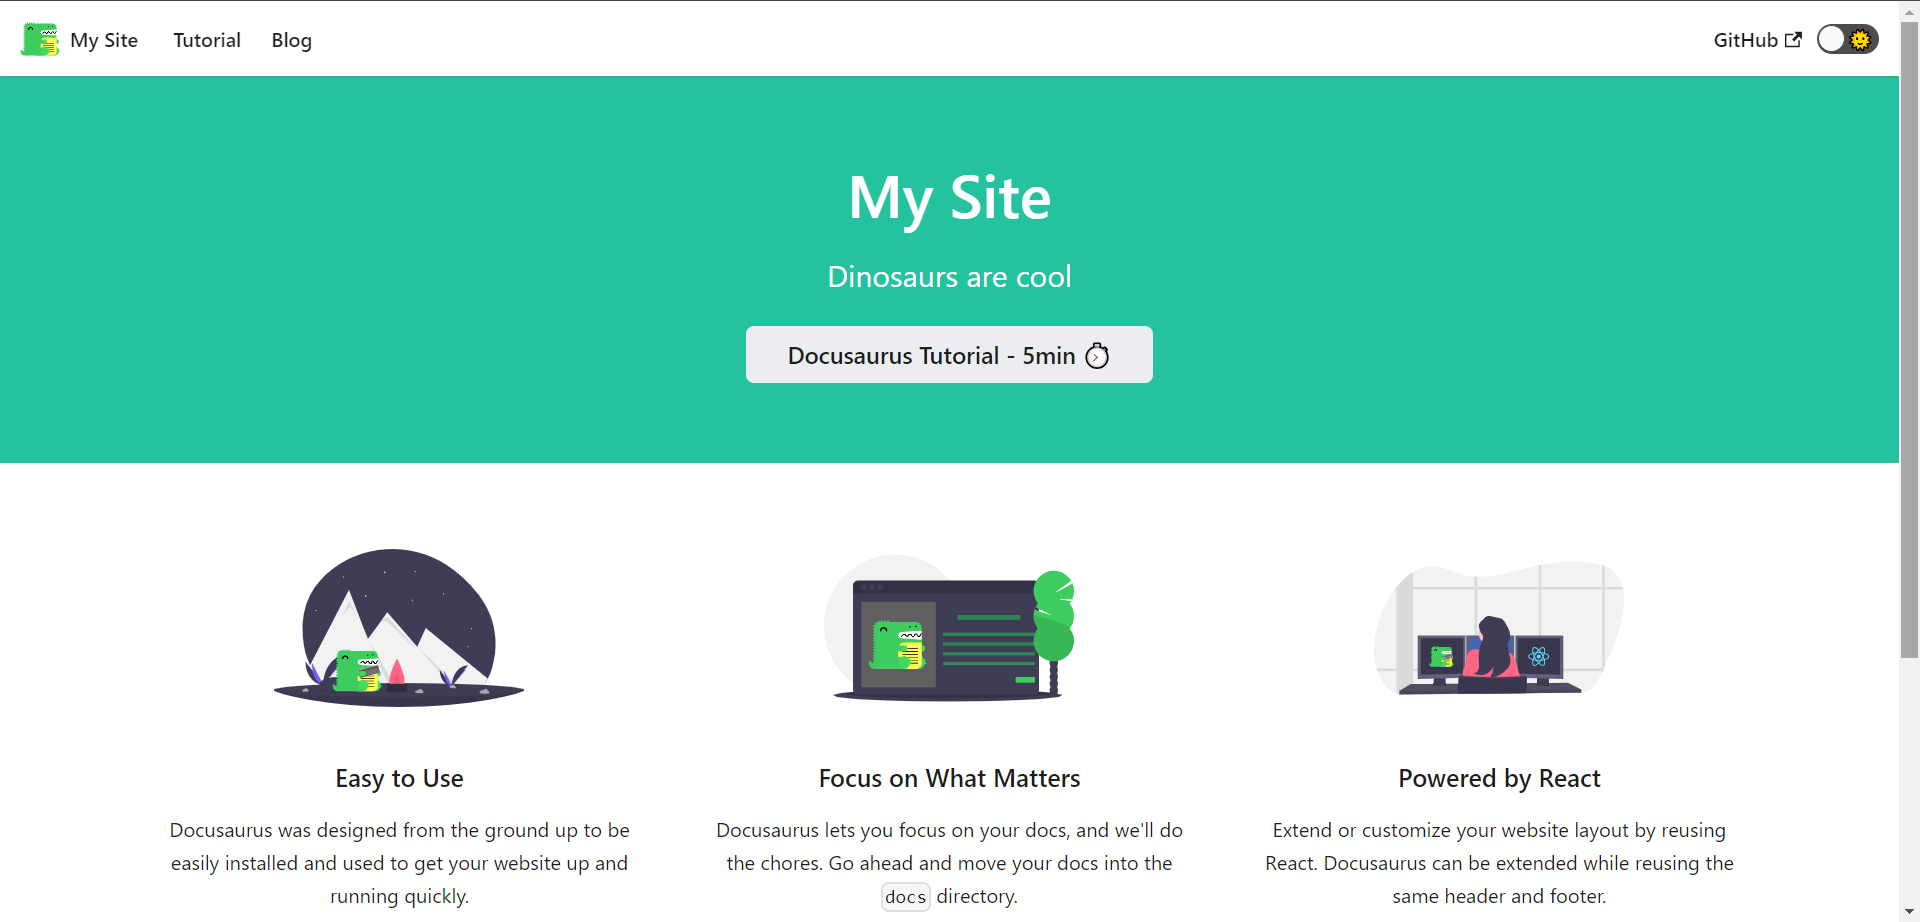 My Site Tutorial Blog GitHub
My Site
Dinosaurs are cool
Docusaurus Tutorial - 5min ⏱️
Easy to Use
Docusaurus was designed from the ground up to be
easily installed and used to get your website up and
running quickly.
Focus on What Matters
Docusaurus lets you focus on your docs, and we'll do
the chores. Go ahead and move your docs into the
docs directory.
Powered by React
Extend or customize your website layout by reusing
React. Docusaurus can be extended while reusing the
same header and footer.